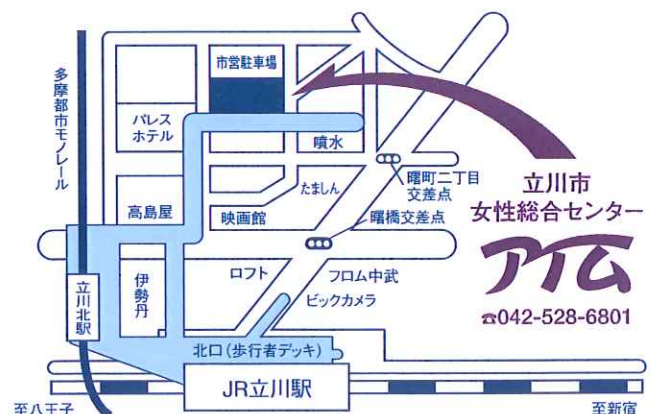 多摩都市モノレール
市営駐車場
パレス
ホテル
噴水
たましん
曙町二丁目
交差点
立川市
女性総合センター
アイム
☎042-528-6801
高島屋
映画館
曙橋交差点
立川北駅
伊勢丹
ロフト
フロム中武
ビックカメラ
北口(歩行者デッキ)
JR立川駅
至八王子
至新宿